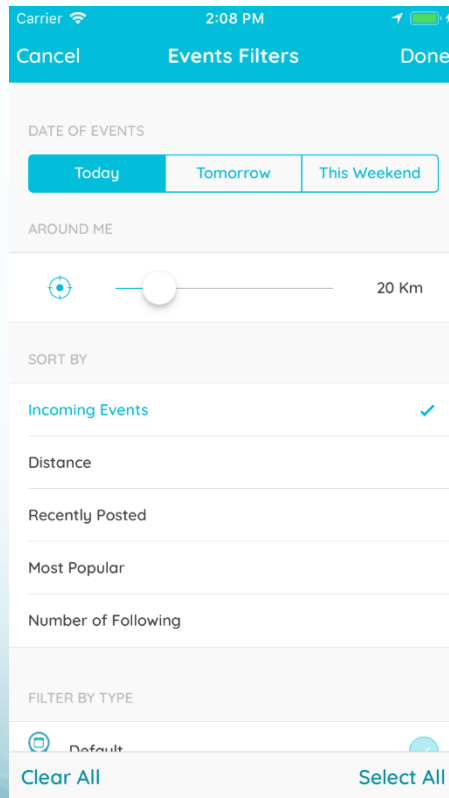 Carrier 2:08 PM
Cancel Events Filters Done
DATE OF EVENTS
Today Tomorrow This Weekend
AROUND ME
20 Km
SORT BY
Incoming Events
Distance
Recently Posted
Most Popular
Number of Following
FILTER BY TYPE
Default
Clear All Select All